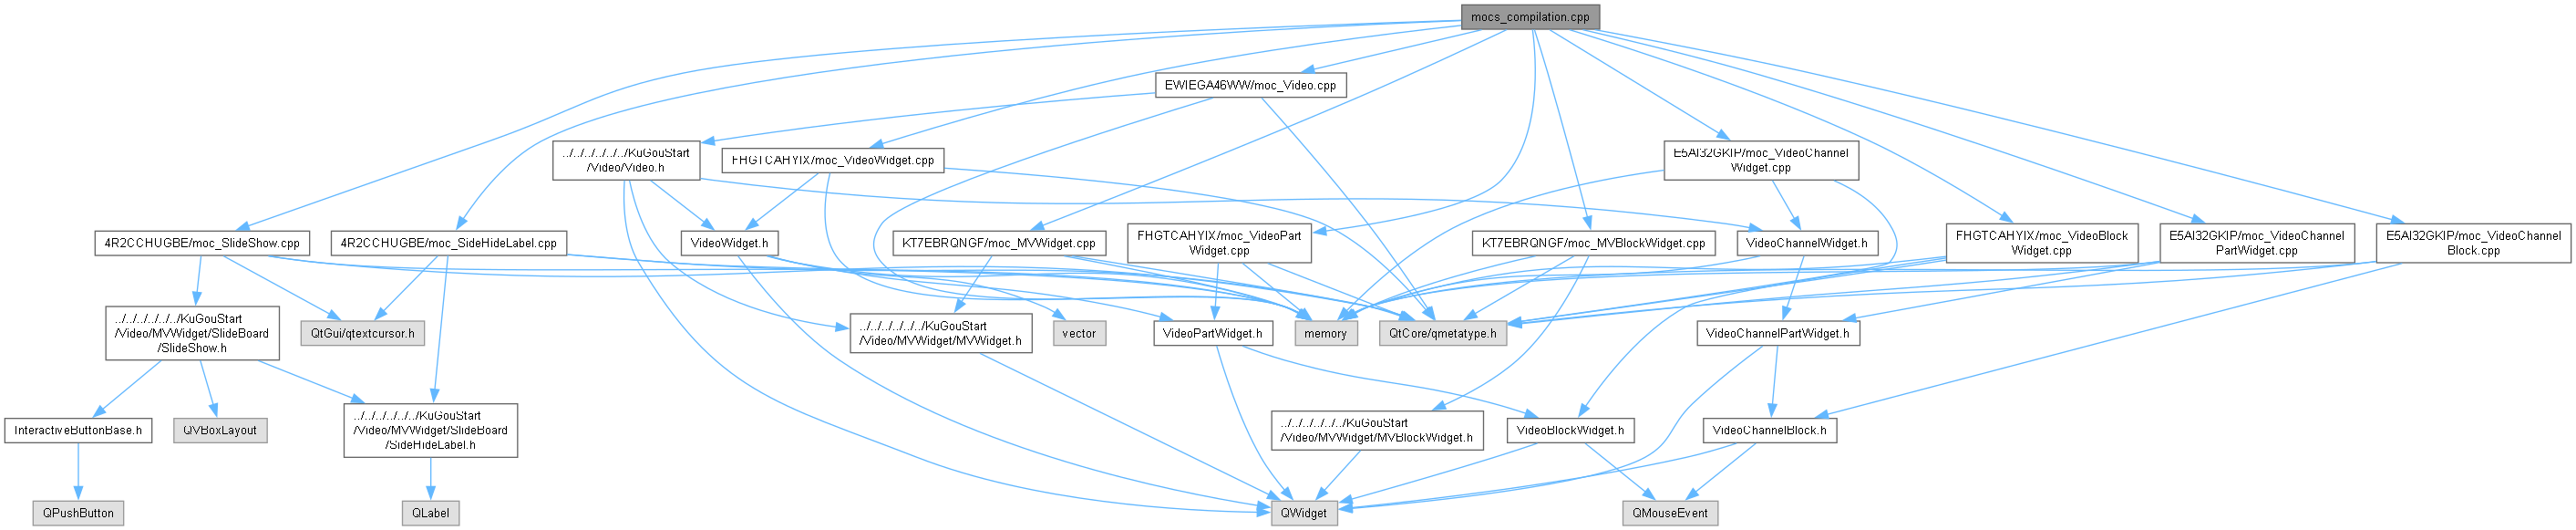 mocs_compilation.cpp
EWIEGA46WW/moc_Video.cpp
../../../../../../KuGouStart
/Video/Video.h
FHGTCAHYIX/moc_VideoWidget.cpp
E5AI32GKIP/moc_VideoChannel
Widget.cpp
4R2CCHUGBE/moc_SlideShow.cpp
4R2CCHUGBE/moc_SideHideLabel.cpp
VideoWidget.h
KT7EBRQNGF/moc_MVWidget.cpp
FHGTCAHYIX/moc_VideoPart
Widget.cpp
KT7EBRQNGF/moc_MVBlockWidget.cpp
VideoChannelWidget.h
FHGTCAHYIX/moc_VideoBlock
Widget.cpp
E5AI32GKIP/moc_VideoChannel
PartWidget.cpp
E5AI32GKIP/moc_VideoChannel
Block.cpp
../../../../../../KuGouStart
/Video/MVWidget/SlideBoard
/SlideShow.h
QtGui/qtextcursor.h
../../../../../../KuGouStart
/Video/MVWidget/MVWidget.h
vector
VideoPartWidget.h
memory
QtCore/qmetatype.h
VideoChannelPartWidget.h
InteractiveButtonBase.h
QVBoxLayout
../../../../../../KuGouStart
/Video/MVWidget/SlideBoard
/SideHideLabel.h
../../../../../../KuGouStart
/Video/MVWidget/MVBlockWidget.h
VideoBlockWidget.h
VideoChannelBlock.h
QPushButton
QLabel
QWidget
QMouseEvent